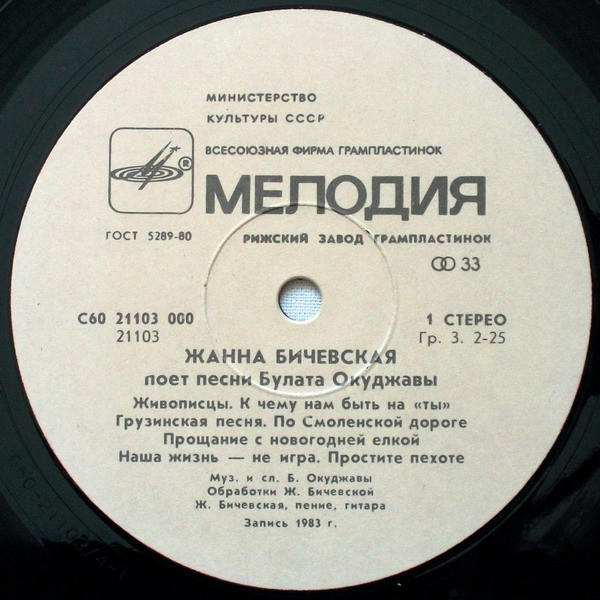 МИНИСТЕРСТВО
КУЛЬТУРЫ СССР
ВСЕСОЮЗНАЯ ФИРМА ГРАМПЛАСТИНОК
®
МЕЛОДИЯ
ГОСТ 5289-80
РИЖСКИЙ ЗАВОД ГРАМПЛАСТИНОК
33
С60 21103 000
1 СТЕРЕО
21103
Гр. 3. 2-25
ЖАННА БИЧЕВСКАЯ
поет песни Булата Окуджавы
Живописцы. К чему нам быть на «ты»
Грузинская песня. По Смоленской дороге
Прощание с новогодней елкой
Наша жизнь — не игра. Простите пехоте
Муз. и сл. Б. Окуджавы
Обработки Ж. Бичевской
Ж. Бичевская, пение, гитара
Запись 1983 г.